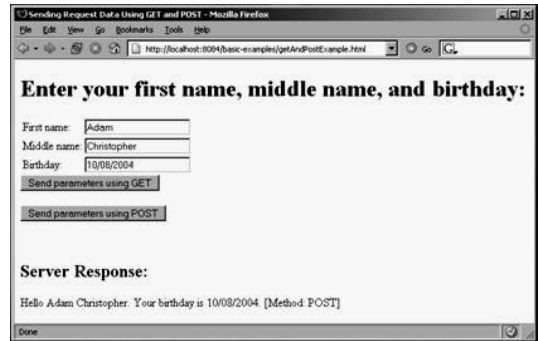 Sending Request Data Using GET and POST - Mozilla Firefox
File Edit View Go Bookmarks Tools Help
http://localhost:8084/basic-examples/getAndPostExample.html Go G
Enter your first name, middle name, and birthday:
First name: Adam
Middle name: Christopher
Birthday: 10/08/2004
Send parameters using GET
Send parameters using POST
Server Response:
Hello Adam Christopher. Your birthday is 10/08/2004. [Method: POST]
Done